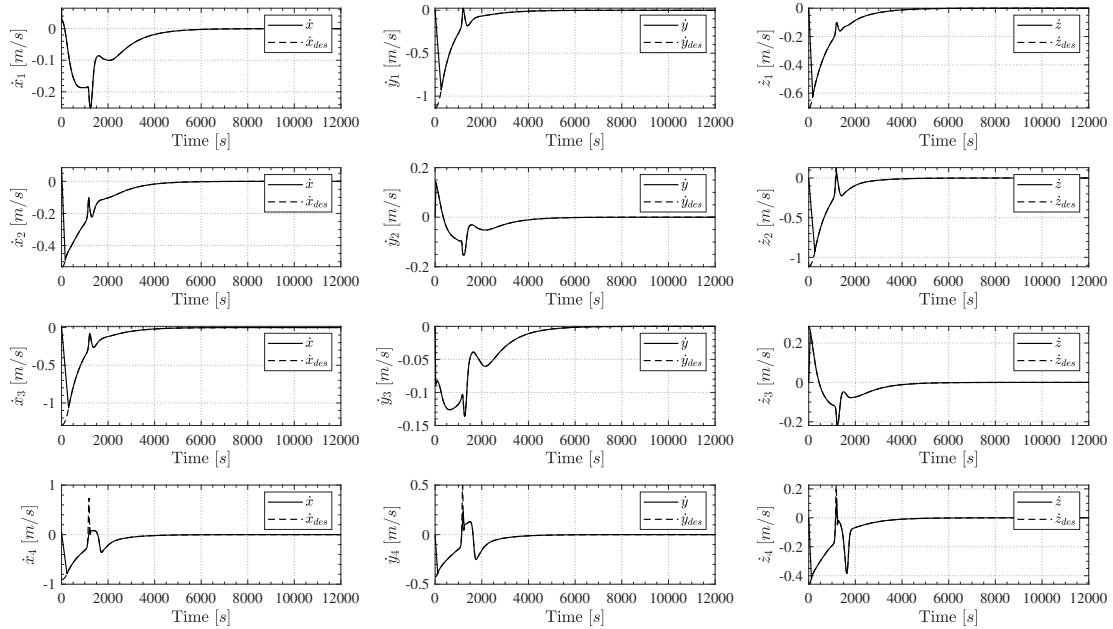 ẋ₁ [m/s]
0
-0.1
-0.2
ẋ
ẋ_des
0 2000 4000 6000 8000 10000 12000
Time [s]
ẏ₁ [m/s]
0
-0.5
-1
ẏ
ẏ_des
0 2000 4000 6000 8000 10000 12000
Time [s]
ż₁ [m/s]
0
-0.2
-0.4
-0.6
ż
ż_des
0 2000 4000 6000 8000 10000 12000
Time [s]
ẋ₂ [m/s]
0
-0.2
-0.4
ẋ
ẋ_des
0 2000 4000 6000 8000 10000 12000
Time [s]
ẏ₂ [m/s]
0.2
0
-0.2
ẏ
ẏ_des
0 2000 4000 6000 8000 10000 12000
Time [s]
ż₂ [m/s]
0
-0.5
-1
ż
ż_des
0 2000 4000 6000 8000 10000 12000
Time [s]
ẋ₃ [m/s]
0
-0.5
-1
ẋ
ẋ_des
0 2000 4000 6000 8000 10000 12000
Time [s]
ẏ₃ [m/s]
0
-0.05
-0.1
-0.15
ẏ
ẏ_des
0 2000 4000 6000 8000 10000 12000
Time [s]
ż₃ [m/s]
0.2
0
-0.2
ż
ż_des
0 2000 4000 6000 8000 10000 12000
Time [s]
ẋ₄ [m/s]
1
0
-1
ẋ
ẋ_des
0 2000 4000 6000 8000 10000 12000
Time [s]
ẏ₄ [m/s]
0.5
0
-0.5
ẏ
ẏ_des
0 2000 4000 6000 8000 10000 12000
Time [s]
ż₄ [m/s]
0.2
0
-0.2
-0.4
ż
ż_des
0 2000 4000 6000 8000 10000 12000
Time [s]